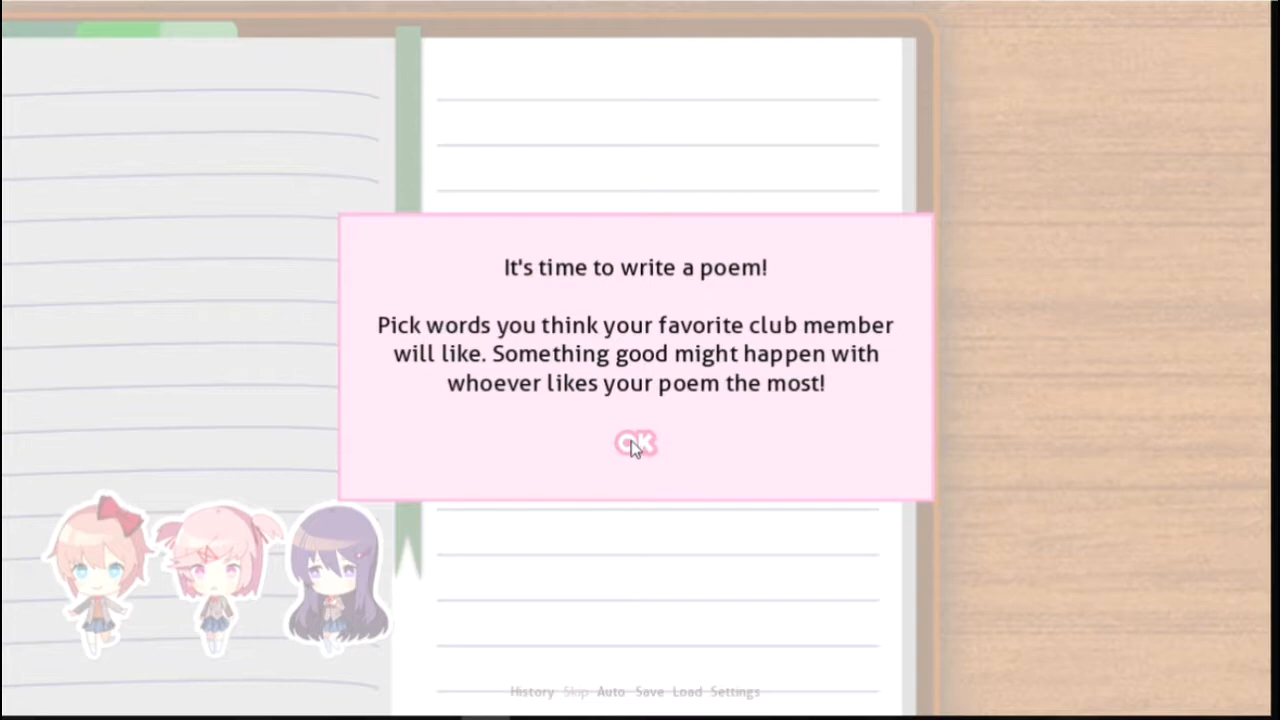 It's time to write a poem!
Pick words you think your favorite club member
will like. Something good might happen with
whoever likes your poem the most!
OK
History Skip Auto Save Load Settings